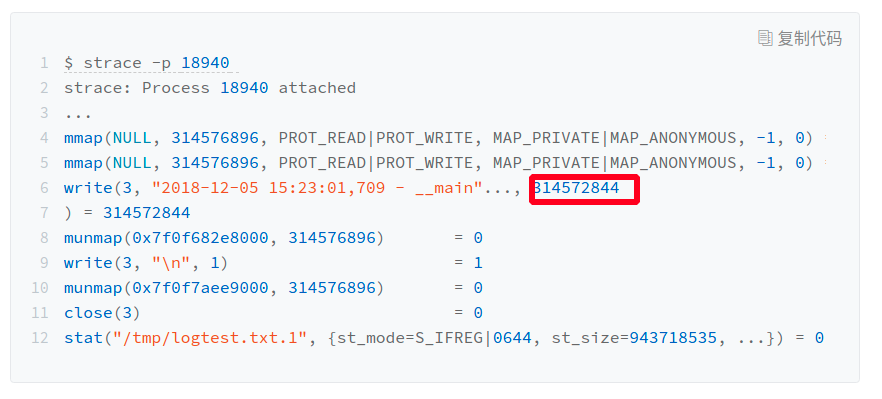 复制代码
1 $ strace -p 18940
2 strace: Process 18940 attached
3 ...
4 mmap(NULL, 314576896, PROT_READ|PROT_WRITE, MAP_PRIVATE|MAP_ANONYMOUS, -1, 0)
5 mmap(NULL, 314576896, PROT_READ|PROT_WRITE, MAP_PRIVATE|MAP_ANONYMOUS, -1, 0)
6 write(3, "2018-12-05 15:23:01,709 - __main"..., 314572844
7 ) = 314572844
8 munmap(0x7f0f682e8000, 314576896)       = 0
9 write(3, "\n", 1)                       = 1
10 munmap(0x7f0f7aee9000, 314576896)       = 0
11 close(3)                                = 0
12 stat("/tmp/logtest.txt.1", {st_mode=S_IFREG|0644, st_size=943718535, ...}) = 0